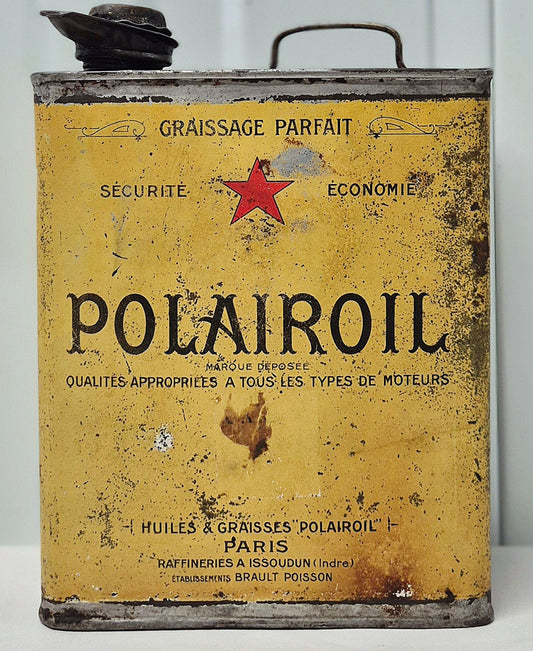 GRAISSAGE PARFAIT
SÉCURITÉ ÉCONOMIE
POLAIROIL
MARQUE DÉPOSÉE
QUALITÉS APPROPRIÉES A TOUS LES TYPES DE MOTEURS
HUILES & GRAISSES "POLAIROIL"
PARIS
RAFFINERIES A ISSOUDUN (Indre)
ÉTABLISSEMENTS BRAULT POISSON